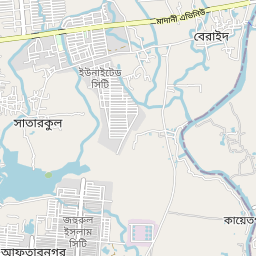 মাদানী এভিনিউ
বেরাইদ
ইউনাইটেড
সিটি
সাতারকুল
কায়েত
জহুরুল
ইসলাম
সিটি
আফতাবনগর